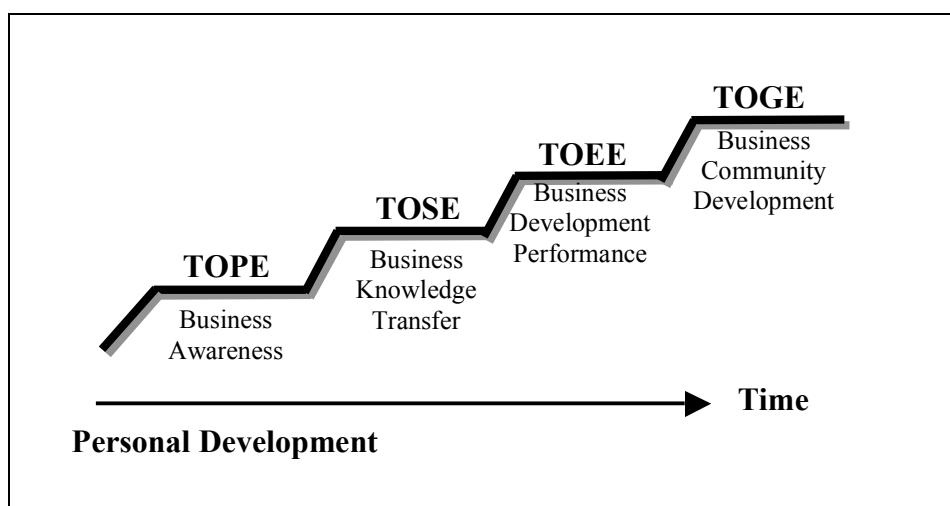 TOGE
Business
Community
Development
TOEE
Business
Development
Performance
TOSE
Business
Knowledge
Transfer
TOPE
Business
Awareness
Time
Personal Development